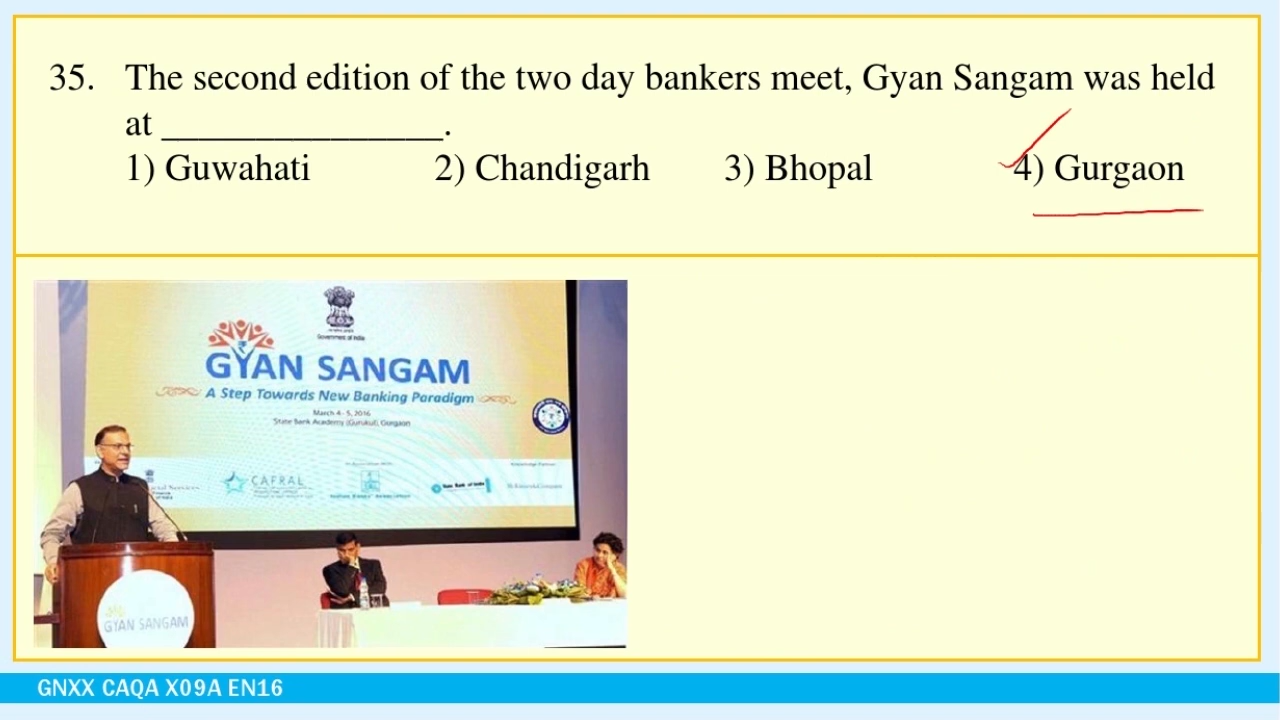 35. The second edition of the two day bankers meet, Gyan Sangam was held
at _______________.
1) Guwahati 2) Chandigarh 3) Bhopal 4) Gurgaon
Government of India
GYAN SANGAM
A Step Towards New Banking Paradigm
March 4 - 5, 2016
State Bank Academy (Gurukul), Gurgaon
CAFRAL
GYAN SANGAM
GNXX CAQA X09A EN16